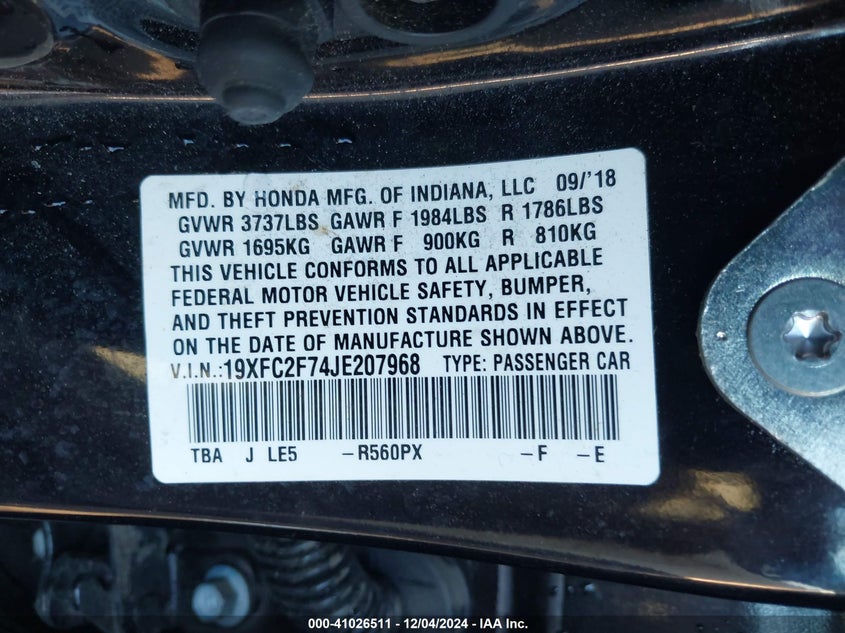 MFD. BY HONDA MFG. OF INDIANA, LLC 09/'18
GVWR 3737LBS GAWR F 1984LBS R 1786LBS
GVWR 1695KG GAWR F 900KG R 810KG
THIS VEHICLE CONFORMS TO ALL APPLICABLE
FEDERAL MOTOR VEHICLE SAFETY, BUMPER,
AND THEFT PREVENTION STANDARDS IN EFFECT
ON THE DATE OF MANUFACTURE SHOWN ABOVE.
V.I.N.:19XFC2F74JE207968 TYPE: PASSENGER CAR
TBA J LE5 -R560PX -F -E
000-41026511 - 12/04/2024 - IAA Inc.